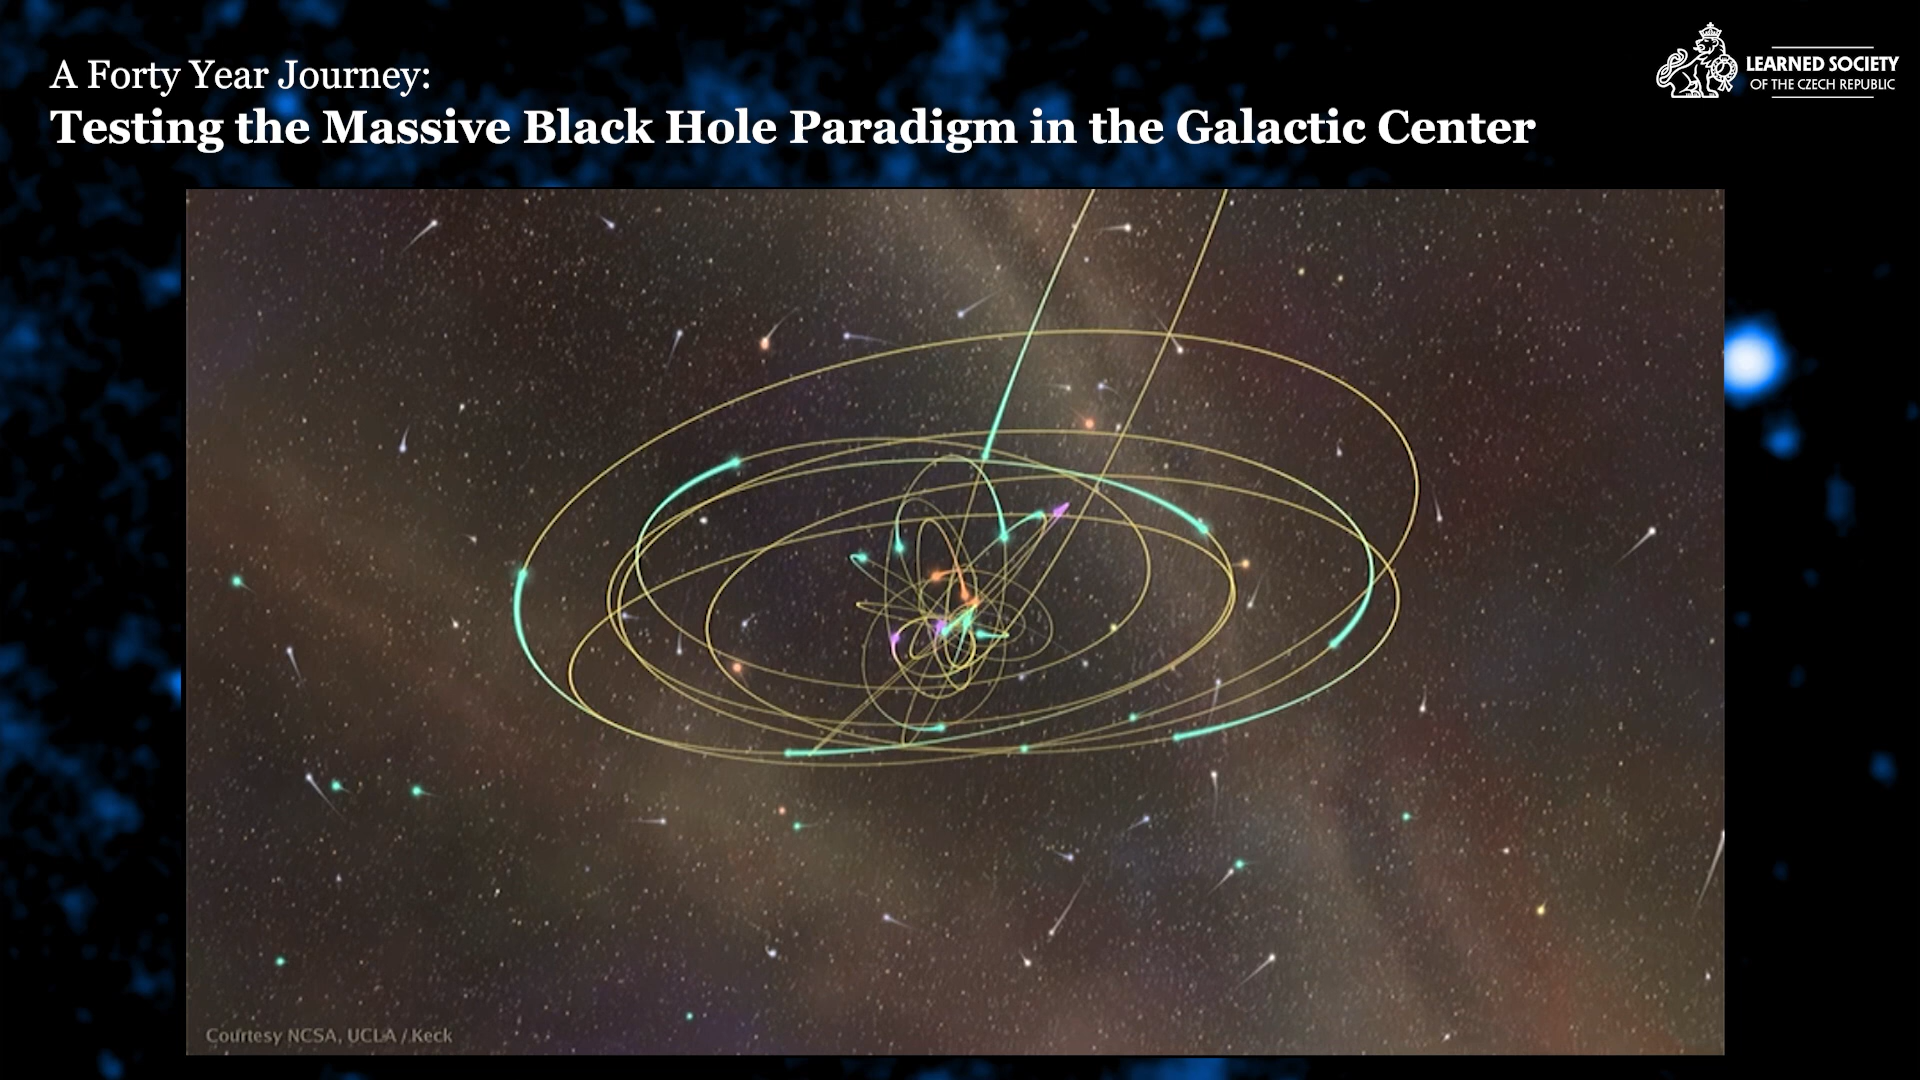 A Forty Year Journey:
Testing the Massive Black Hole Paradigm in the Galactic Center
LEARNED SOCIETY
OF THE CZECH REPUBLIC
Courtesy NCSA, UCLA / Keck